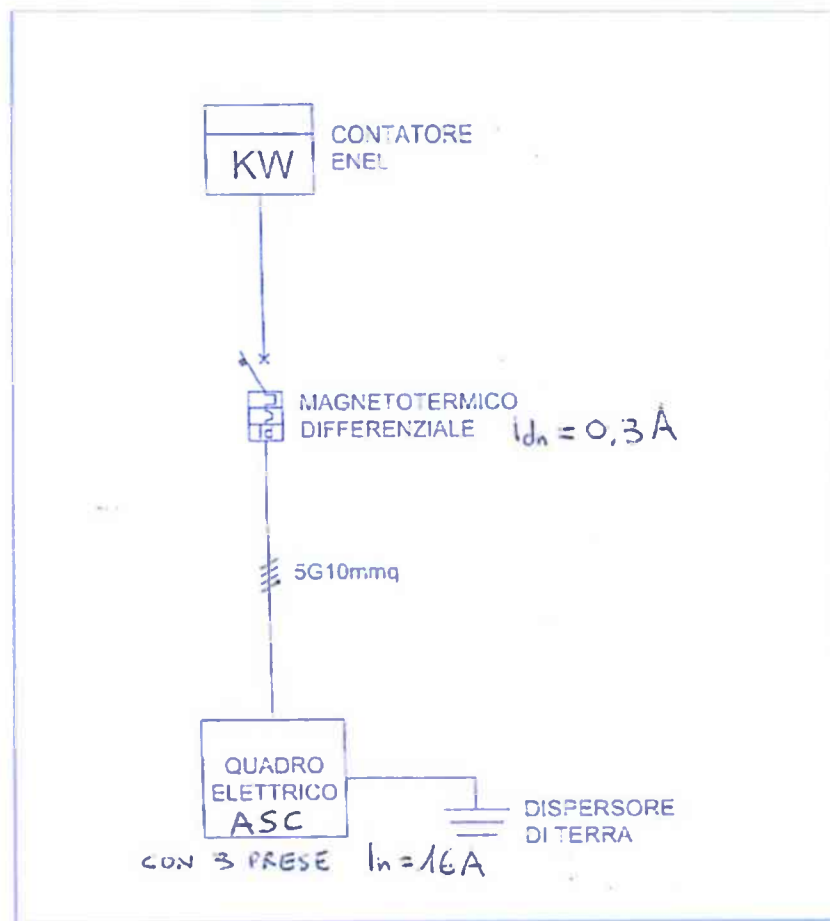 CONTATORE
ENEL
KW
MAGNETOTERMICO
DIFFERENZIALE Idn = 0,3 A
5G10mmq
QUADRO
ELETTRICO
ASC
DISPERSORE
DI TERRA
CON 3 PRESE In = 16A